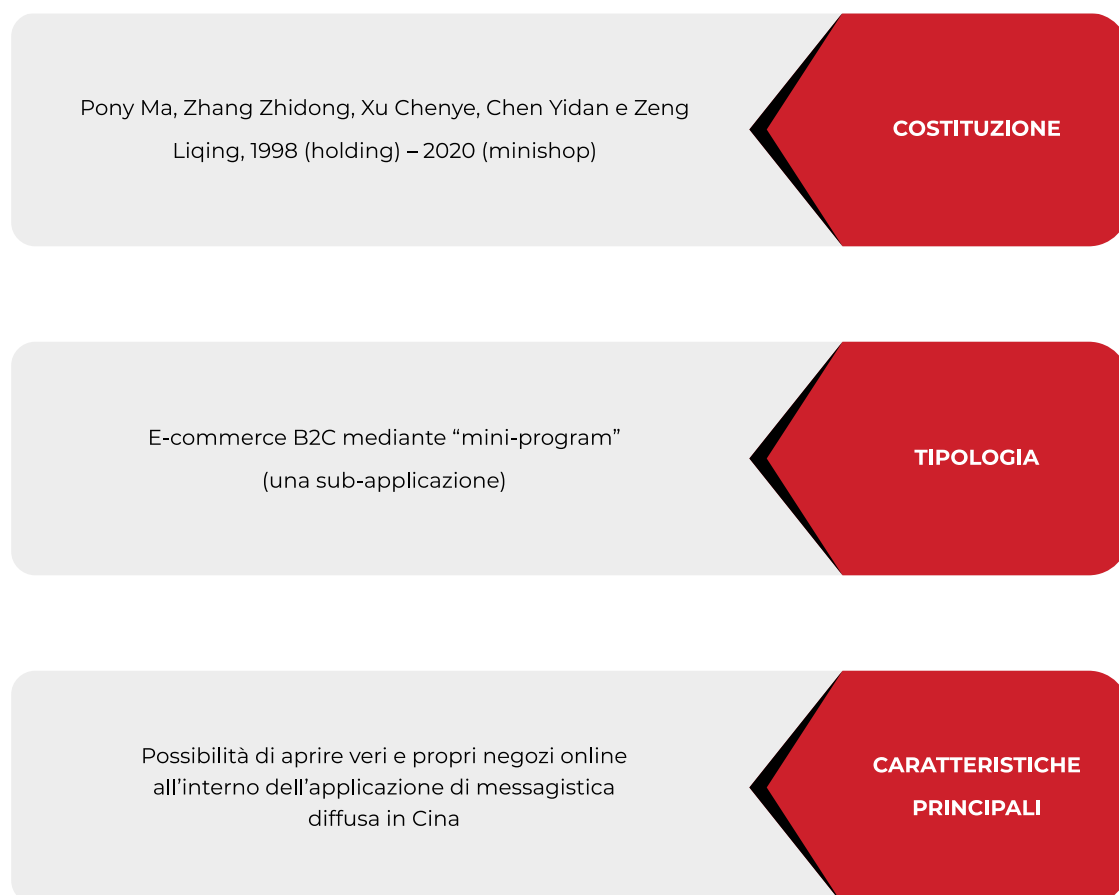 Pony Ma, Zhang Zhidong, Xu Chenye, Chen Yidan e Zeng
Liqing, 1998 (holding) – 2020 (minishop)
COSTITUZIONE
E-commerce B2C mediante “mini-program”
(una sub-applicazione)
TIPOLOGIA
Possibilità di aprire veri e propri negozi online
all’interno dell’applicazione di messagistica
diffusa in Cina
CARATTERISTICHE
PRINCIPALI